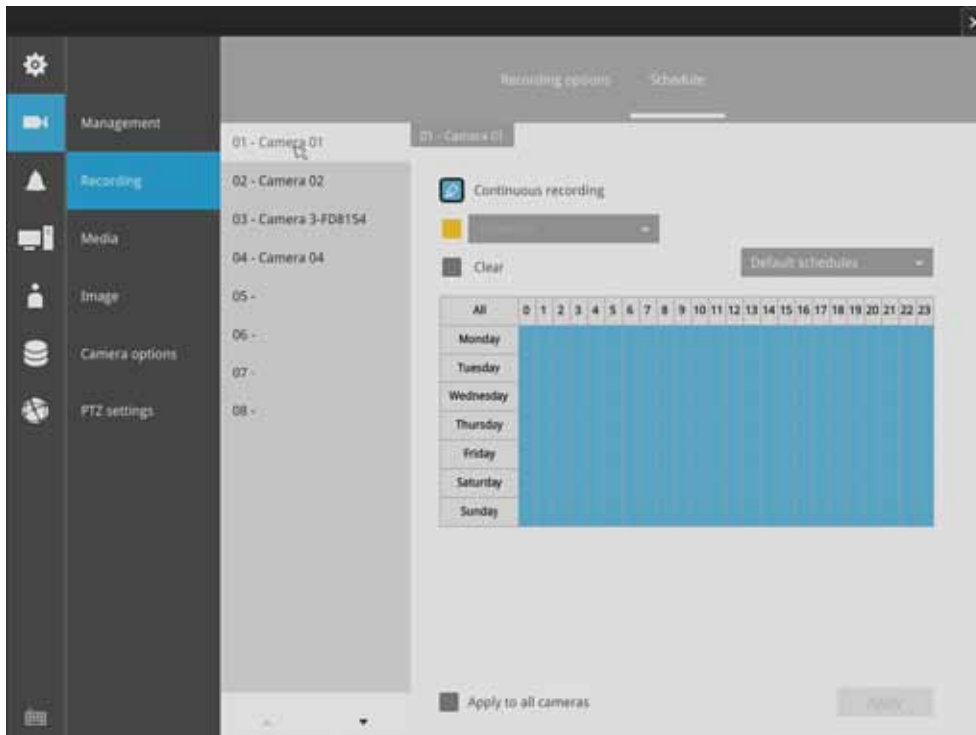 Recording options
Schedule
Management
Recording
Media
Image
Camera options
PTZ settings
01 - Camera 01
02 - Camera 02
03 - Camera 3-FD8154
04 - Camera 04
05 -
06 -
07 -
08 -
01 - Camera 01
Continuous recording
Clear
Default schedules
All 0 1 2 3 4 5 6 7 8 9 10 11 12 13 14 15 16 17 18 19 20 21 22 23
Monday
Tuesday
Wednesday
Thursday
Friday
Saturday
Sunday
Apply to all cameras
Apply